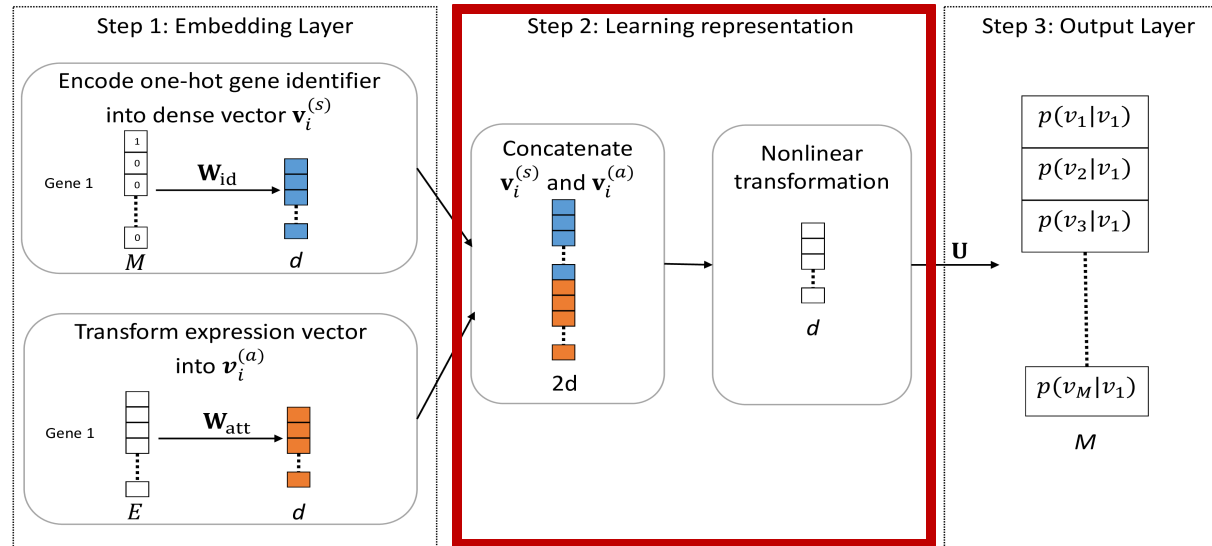 Step 1: Embedding Layer
Encode one-hot gene identifier
into dense vector v_i^(s)
Gene 1
1
0
0
0
M
W_id
d
Transform expression vector
into v_i^(a)
Gene 1
E
W_att
d
Step 2: Learning representation
Concatenate
v_i^(s) and v_i^(a)
2d
Nonlinear
transformation
d
U
Step 3: Output Layer
p(v_1|v_1)
p(v_2|v_1)
p(v_3|v_1)
p(v_M|v_1)
M